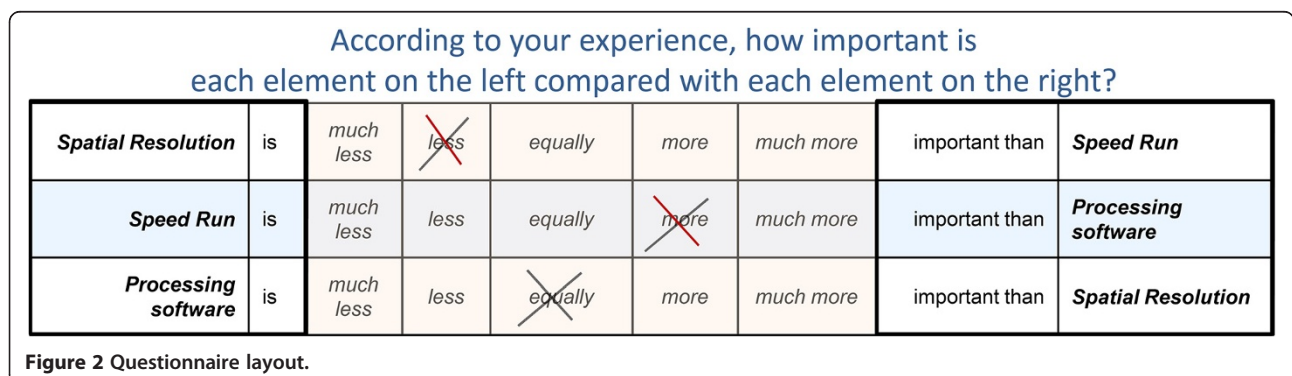 According to your experience, how important is
each element on the left compared with each element on the right?
Spatial Resolution is much less less equally more much more important than Speed Run
Speed Run is much less less equally more much more important than Processing software
Processing software is much less less equally more much more important than Spatial Resolution
Figure 2 Questionnaire layout.